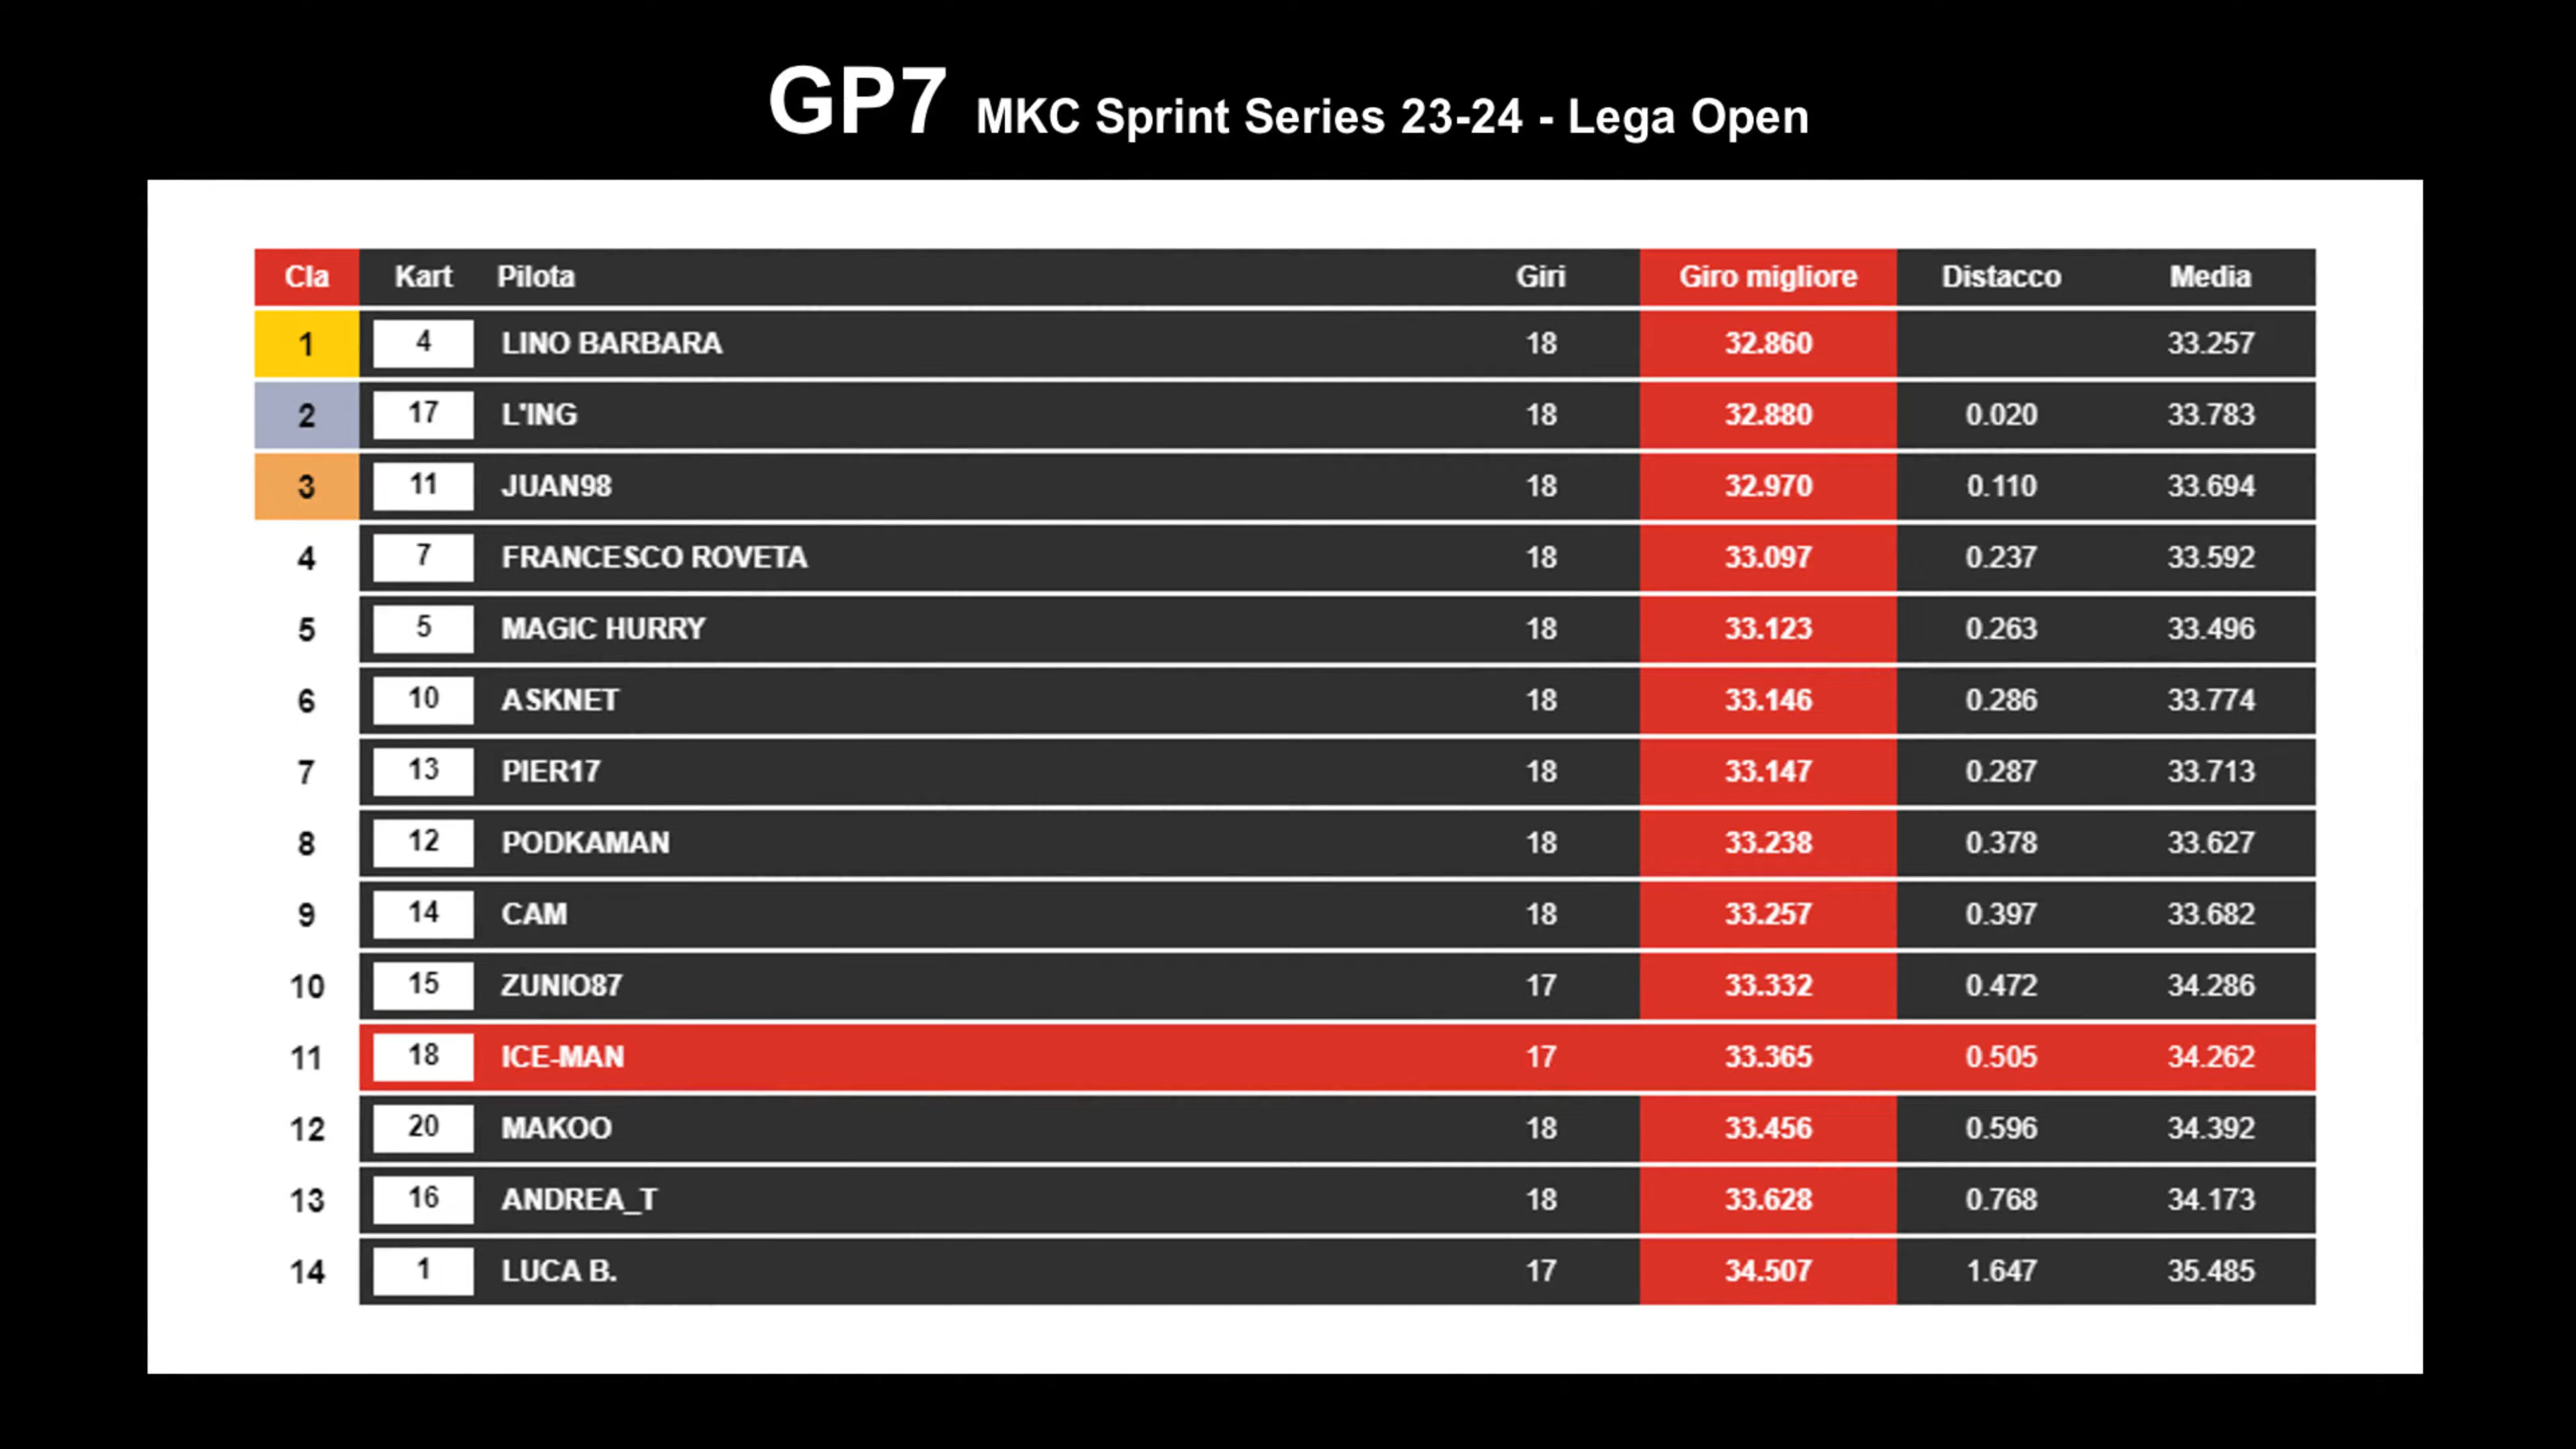 GP7 MKC Sprint Series 23-24 - Lega Open
Cla Kart Pilota Giri Giro migliore Distacco Media
1 4 LINO BARBARA 18 32.860 33.257
2 17 L'ING 18 32.880 0.020 33.783
3 11 JUAN98 18 32.970 0.110 33.694
4 7 FRANCESCO ROVETA 18 33.097 0.237 33.592
5 5 MAGIC HURRY 18 33.123 0.263 33.496
6 10 ASKNET 18 33.146 0.286 33.774
7 13 PIER17 18 33.147 0.287 33.713
8 12 PODKAMAN 18 33.238 0.378 33.627
9 14 CAM 18 33.257 0.397 33.682
10 15 ZUNIO87 17 33.332 0.472 34.286
11 18 ICE-MAN 17 33.365 0.505 34.262
12 20 MAKOO 18 33.456 0.596 34.392
13 16 ANDREA_T 18 33.628 0.768 34.173
14 1 LUCA B. 17 34.507 1.647 35.485